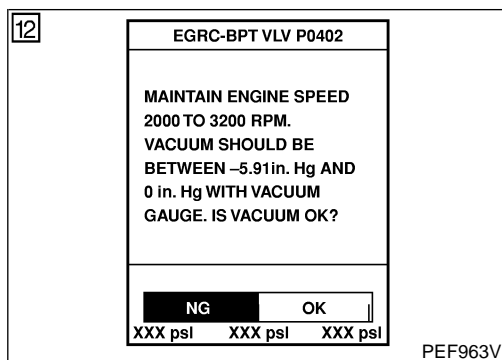 12
EGRC-BPT VLV P0402
MAINTAIN ENGINE SPEED
2000 TO 3200 RPM.
VACUUM SHOULD BE
BETWEEN –5.91in. Hg AND
0 in. Hg WITH VACUUM
GAUGE. IS VACUUM OK?
NG OK
XXX psI XXX psI XXX psI
PEF963V